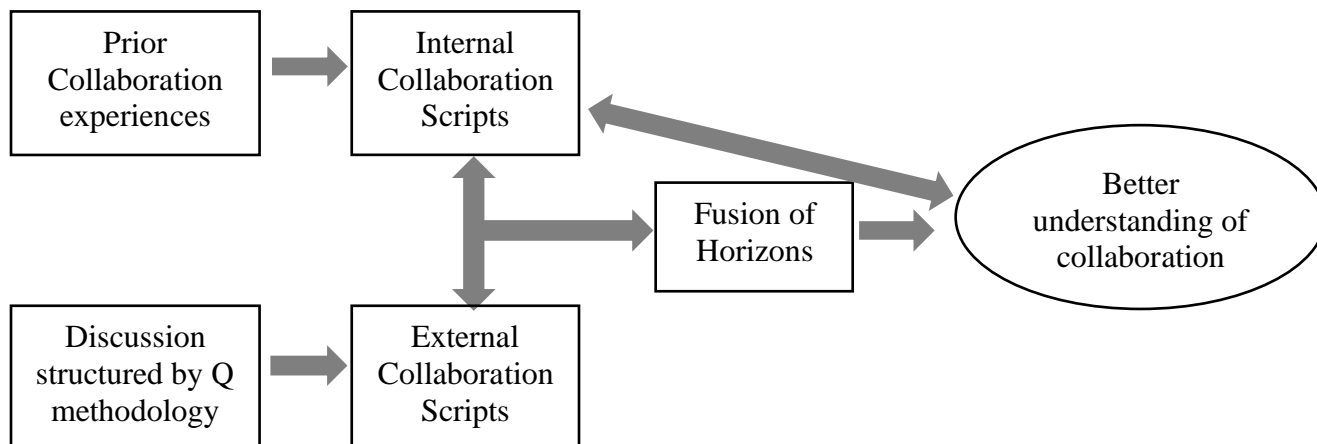 Prior
Collaboration
experiences
Internal
Collaboration
Scripts
Fusion of
Horizons
Better
understanding of
collaboration
Discussion
structured by Q
methodology
External
Collaboration
Scripts